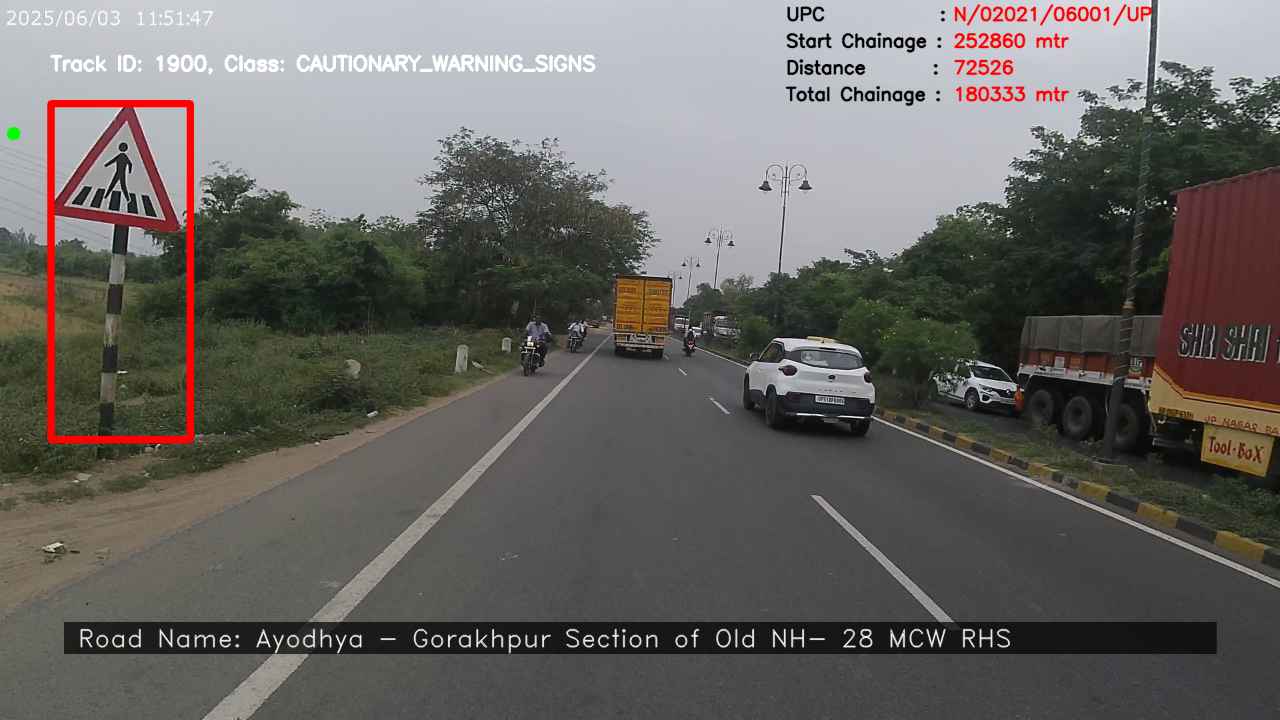 2025/06/03 11:51:47
UPC : N/02021/06001/UP
Start Chainage : 252860 mtr
Distance : 72526
Total Chainage : 180333 mtr
Track ID: 1900, Class: CAUTIONARY_WARNING_SIGNS
SHRI SHAI
Tool-BoX
Road Name: Ayodhya - Gorakhpur Section of Old NH- 28 MCW RHS